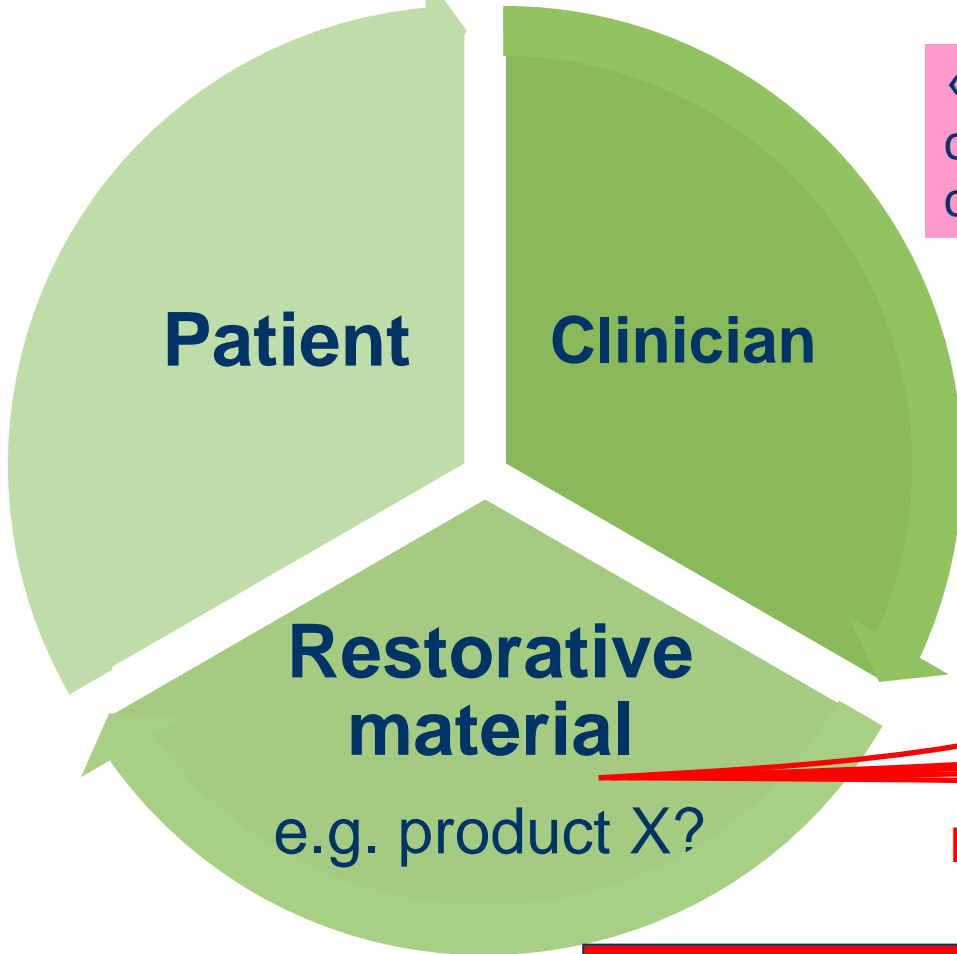 Patient
Clinician
Restorative
material
e.g. product X?